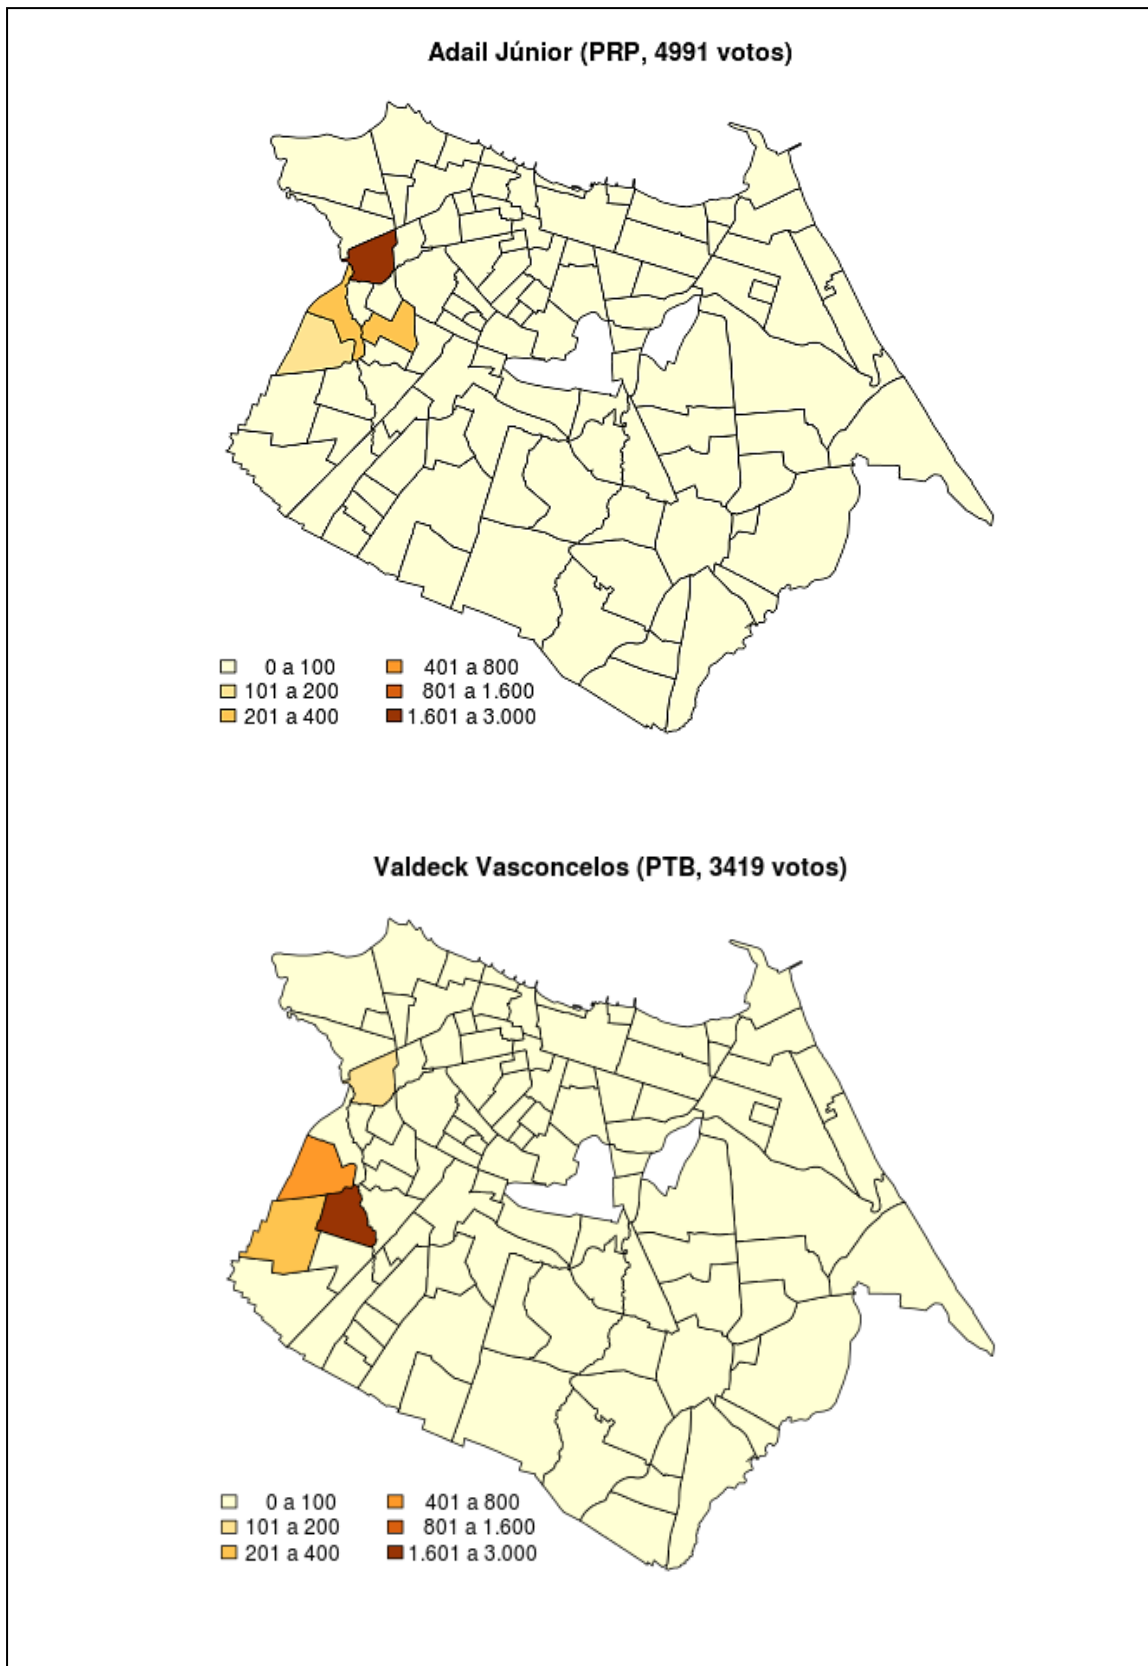 Adail Júnior (PRP, 4991 votos)
0 a 100
401 a 800
101 a 200
801 a 1.600
201 a 400
1.601 a 3.000
Valdeck Vasconcelos (PTB, 3419 votos)
0 a 100
401 a 800
101 a 200
801 a 1.600
201 a 400
1.601 a 3.000